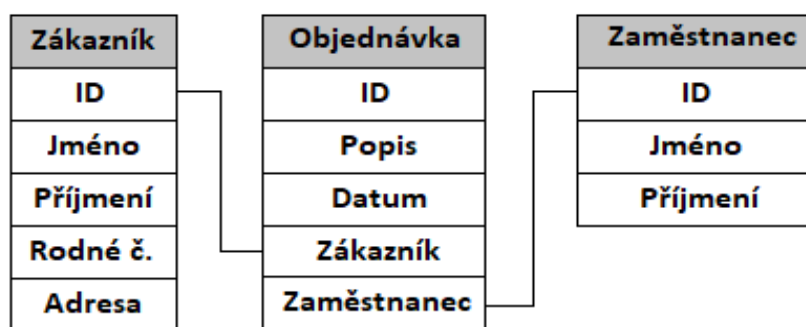 Zákazník
ID
Jméno
Příjmení
Rodné č.
Adresa
Objednávka
ID
Popis
Datum
Zákazník
Zaměstnanec
Zaměstnanec
ID
Jméno
Příjmení